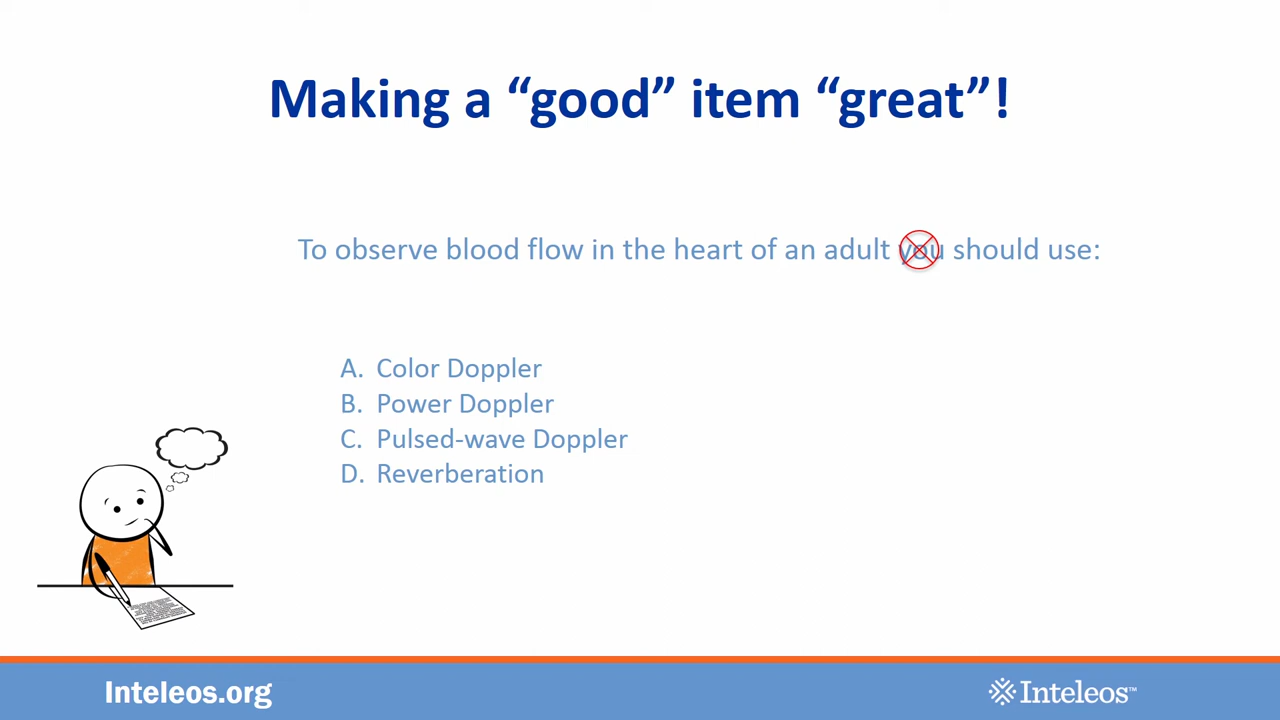 Making a “good” item “great”!
To observe blood flow in the heart of an adult you should use:
A. Color Doppler
B. Power Doppler
C. Pulsed-wave Doppler
D. Reverberation
Inteleos.org
Inteleos™